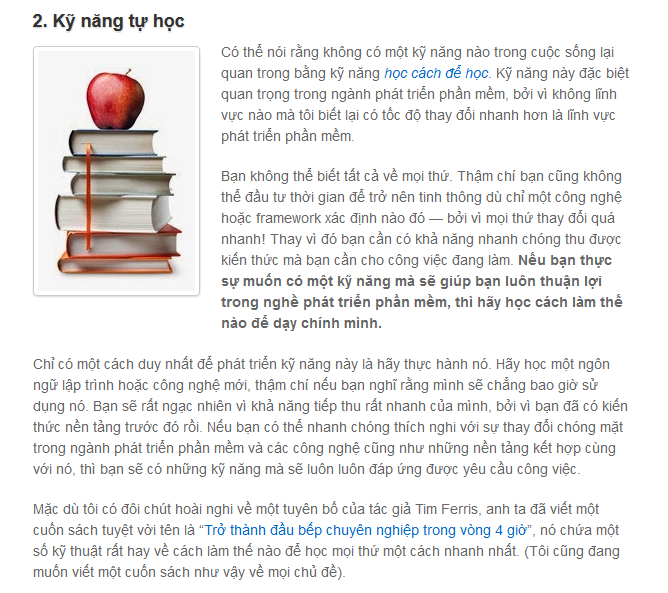 2. Kỹ năng tự học
Có thể nói rằng không có một kỹ năng nào trong cuộc sống lại
quan trong bằng kỹ năng học cách để học. Kỹ năng này đặc biệt
quan trọng trong ngành phát triển phần mềm, bởi vì không lĩnh
vực nào mà tôi biết lại có tốc độ thay đổi nhanh hơn là lĩnh vực
phát triển phần mềm.
Bạn không thể biết tất cả về mọi thứ. Thậm chí bạn cũng không
thể đầu tư thời gian để trở nên tinh thông dù chỉ một công nghệ
hoặc framework xác định nào đó — bởi vì mọi thứ thay đổi quá
nhanh! Thay vì đó bạn cần có khả năng nhanh chóng thu được
kiến thức mà bạn cần cho công việc đang làm. Nếu bạn thực
sự muốn có một kỹ năng mà sẽ giúp bạn luôn thuận lợi
trong nghề phát triển phần mềm, thì hãy học cách làm thế
nào để dạy chính mình.
Chỉ có một cách duy nhất để phát triển kỹ năng này là hãy thực hành nó. Hãy học một ngôn
ngữ lập trình hoặc công nghệ mới, thậm chí nếu bạn nghĩ rằng mình sẽ chẳng bao giờ sử
dụng nó. Bạn sẽ rất ngạc nhiên vì khả năng tiếp thu rất nhanh của mình, bởi vì bạn đã có kiến
thức nền tảng trước đó rồi. Nếu bạn có thể nhanh chóng thích nghi với sự thay đổi chóng mặt
trong ngành phát triển phần mềm và các công nghệ cũng như những nền tảng kết hợp cùng
với nó, thì bạn sẽ có những kỹ năng mà sẽ luôn luôn đáp ứng được yêu cầu công việc.
Mặc dù tôi có đôi chút hoài nghi về một tuyên bố của tác giả Tim Ferris, anh ta đã viết một
cuốn sách tuyệt vời tên là “Trở thành đầu bếp chuyên nghiệp trong vòng 4 giờ”, nó chứa một
số kỹ thuật rất hay về cách làm thế nào để học mọi thứ một cách nhanh nhất. (Tôi cũng đang
muốn viết một cuốn sách như vậy về mọi chủ đề).